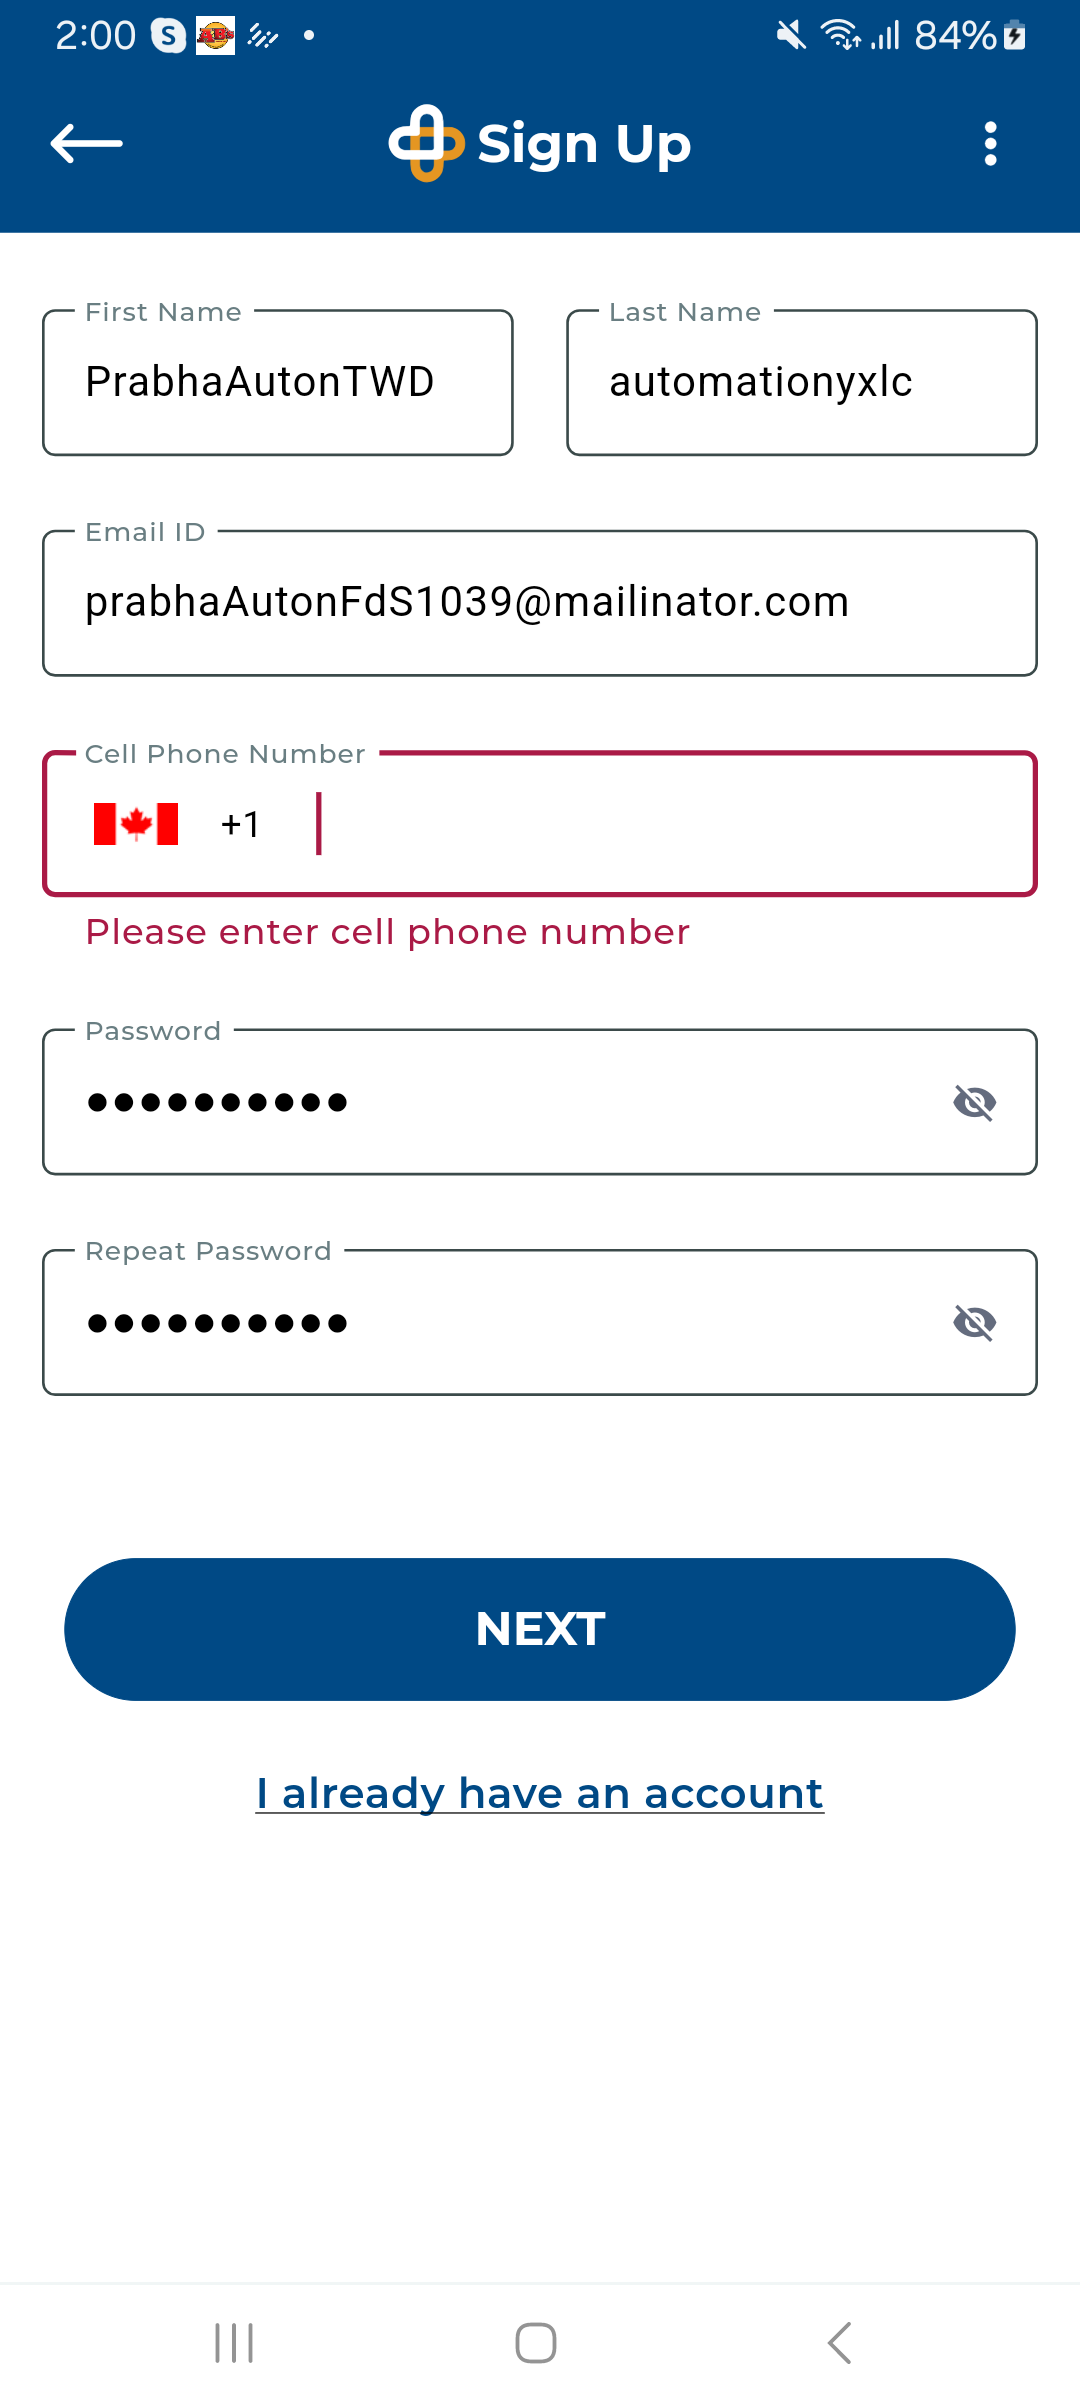 2:00 84%
Sign Up
First Name Last Name
PrabhaAutonTWD automationyxlc
Email ID
prabhaAutonFdS1039@mailinator.com
Cell Phone Number
+1
Please enter cell phone number
Password
••••••••••
Repeat Password
••••••••••
NEXT
I already have an account